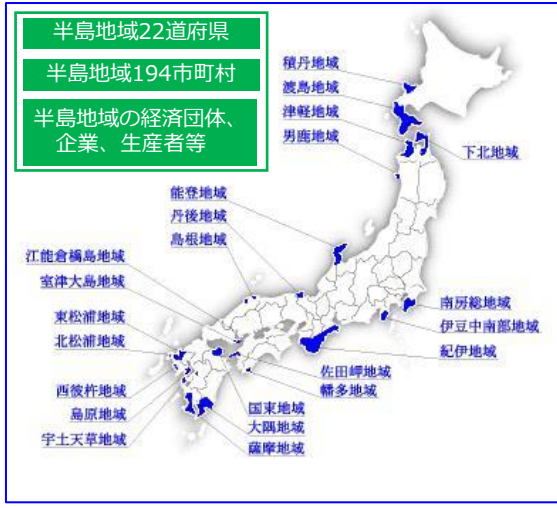 半島地域22道府県
半島地域194市町村
半島地域の経済団体、
企業、生産者等
積丹地域
渡島地域
津軽地域
男鹿地域
下北地域
能登地域
丹後地域
島根地域
江能倉橋島地域
室津大島地域
東松浦地域
北松浦地域
西彼杵地域
島原地域
宇土天草地域
南房総地域
伊豆中南部地域
紀伊地域
佐田岬地域
幡多地域
国東地域
大隅地域
薩摩地域